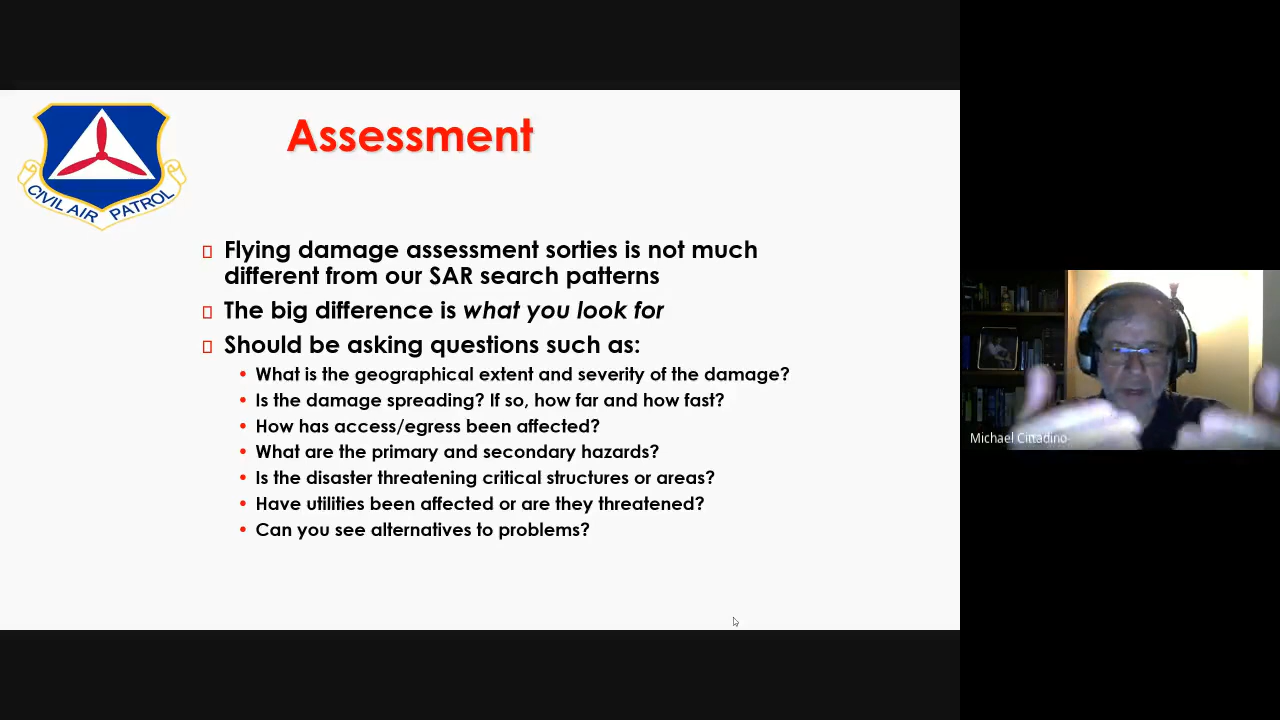 Assessment
CIVIL AIR PATROL
Flying damage assessment sorties is not much
different from our SAR search patterns
The big difference is what you look for
Should be asking questions such as:
What is the geographical extent and severity of the damage?
Is the damage spreading? If so, how far and how fast?
How has access/egress been affected?
What are the primary and secondary hazards?
Is the disaster threatening critical structures or areas?
Have utilities been affected or are they threatened?
Can you see alternatives to problems?
Michael Cittadino